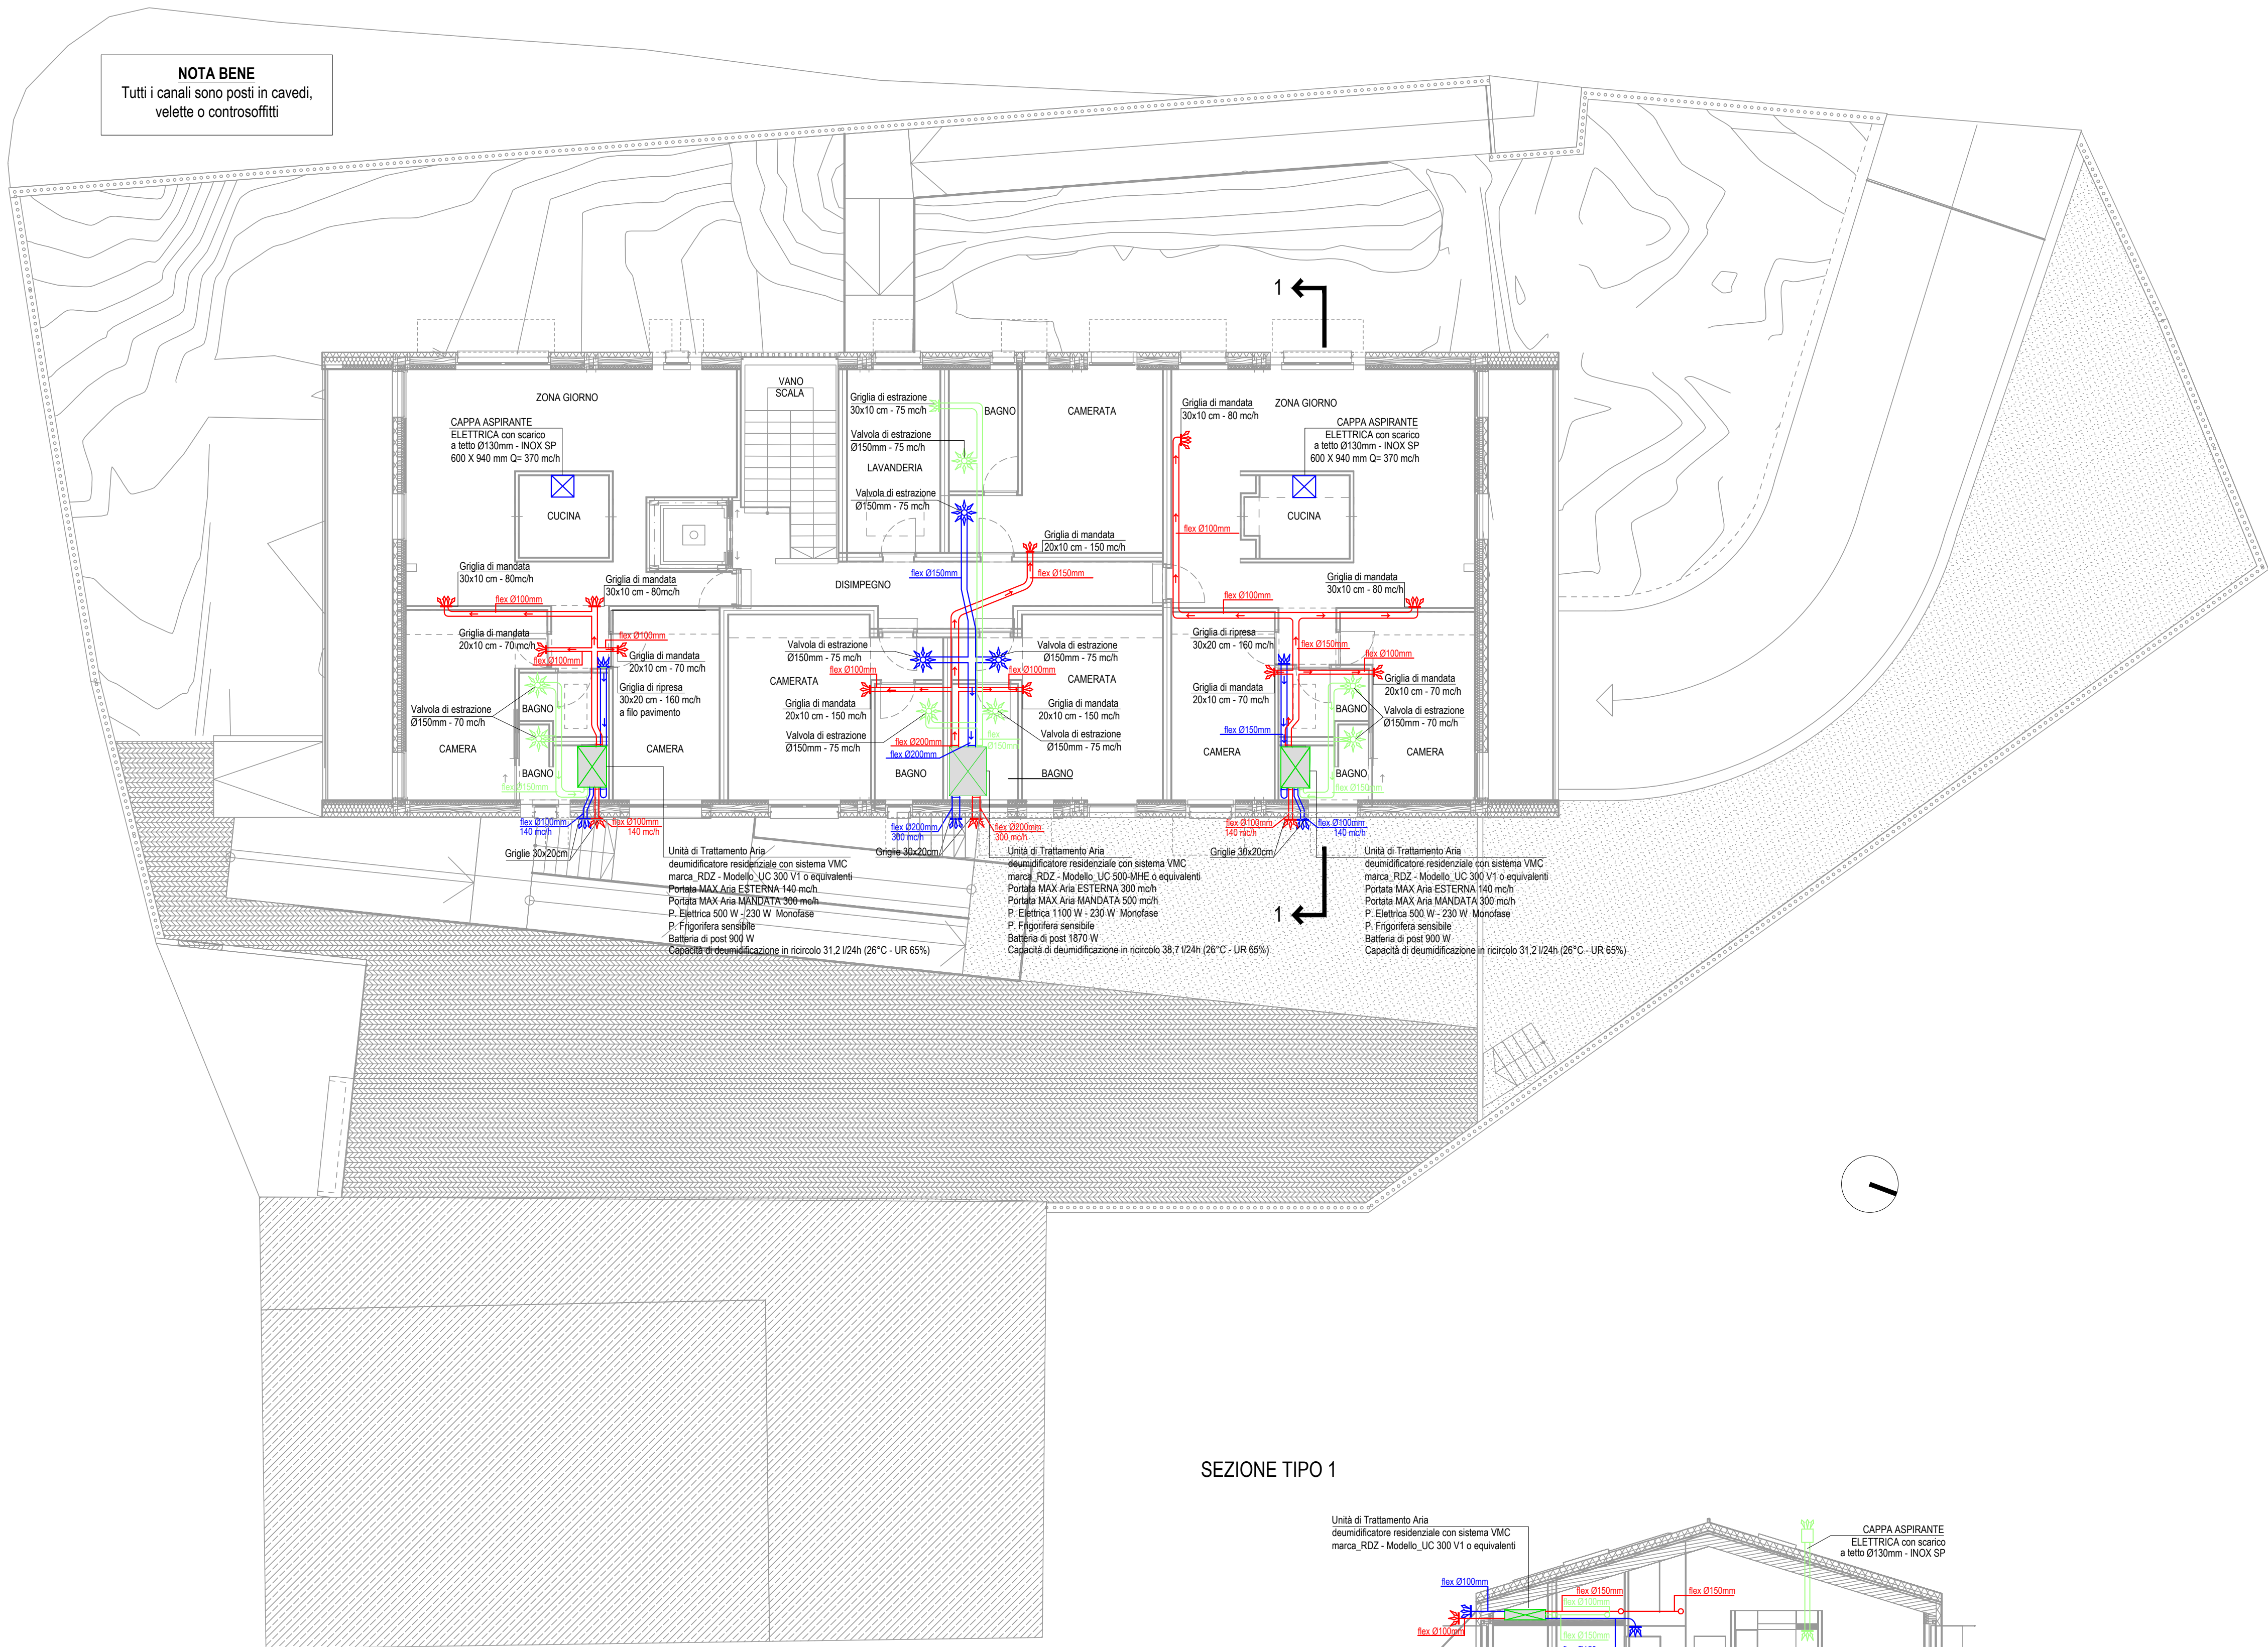 NOTA BENE
Tutti i canali sono posti in cavedi,
velette o controsoffitti
1
ZONA GIORNO
CAPPA ASPIRANTE
ELETTRICA con scarico
a tetto Ø130mm - INOX SP
600 X 940 mm Q= 370 mc/h
CUCINA
VANO
SCALA
Griglia di estrazione
30x10 cm - 75 mc/h
Valvola di estrazione
Ø150mm - 75 mc/h
LAVANDERIA
Valvola di estrazione
Ø150mm - 75 mc/h
BAGNO
CAMERATA
Griglia di mandata
20x10 cm - 150 mc/h
flex Ø150mm
flex Ø150mm
DISIMPEGNO
Griglia di mandata
30x10 cm - 80 mc/h
ZONA GIORNO
CAPPA ASPIRANTE
ELETTRICA con scarico
a tetto Ø130mm - INOX SP
600 X 940 mm Q= 370 mc/h
CUCINA
flex Ø100mm
Griglia di mandata
30x10 cm - 80mc/h
flex Ø100mm
Griglia di mandata
30x10 cm - 80mc/h
Griglia di mandata
20x10 cm - 70 mc/h
flex Ø100mm
flex Ø100mm
Griglia di mandata
20x10 cm - 70 mc/h
Griglia di ripresa
30x20 cm - 160 mc/h
a filo pavimento
Valvola di estrazione
Ø150mm - 70 mc/h
BAGNO
CAMERA
BAGNO
CAMERA
flex Ø150mm
Valvola di estrazione
Ø150mm - 75 mc/h
flex Ø100mm
CAMERATA
Griglia di mandata
20x10 cm - 150 mc/h
Valvola di estrazione
Ø150mm - 75 mc/h
flex Ø200mm
flex Ø200mm
BAGNO
Valvola di estrazione
Ø150mm - 75 mc/h
flex Ø100mm
CAMERATA
Griglia di mandata
20x10 cm - 150 mc/h
Valvola di estrazione
Ø150mm - 75 mc/h
flex
Ø150mm
BAGNO
flex Ø100mm
Griglia di mandata
30x10 cm - 80 mc/h
Griglia di ripresa
30x20 cm - 160 mc/h
flex Ø150mm
flex Ø100mm
Griglia di mandata
20x10 cm - 70 mc/h
Griglia di mandata
20x10 cm - 70 mc/h
Valvola di estrazione
Ø150mm - 70 mc/h
flex Ø150mm
BAGNO
CAMERA
CAMERA
BAGNO
flex Ø150mm
flex Ø100mm
140 mc/h
flex Ø100mm
140 mc/h
Griglie 30x20cm
flex Ø200mm
300 mc/h
flex Ø200mm
300 mc/h
Griglie 30x20cm
flex Ø100mm
140 mc/h
flex Ø100mm
140 mc/h
Griglie 30x20cm
Unità di Trattamento Aria
deumidificatore residenziale con sistema VMC
marca_RDZ - Modello_UC 300 V1 o equivalenti
Portata MAX Aria ESTERNA 140 mc/h
Portata MAX Aria MANDATA 300 mc/h
P. Elettrica 500 W - 230 W Monofase
P. Frigorifera sensibile
Batteria di post 900 W
Capacità di deumidificazione in ricircolo 31,2 l/24h (26°C - UR 65%)
Unità di Trattamento Aria
deumidificatore residenziale con sistema VMC
marca_RDZ - Modello_UC 500-MHE o equivalenti
Portata MAX Aria ESTERNA 300 mc/h
Portata MAX Aria MANDATA 500 mc/h
P. Elettrica 1100 W - 230 W Monofase
P. Frigorifera sensibile
Batteria di post 1870 W
Capacità di deumidificazione in ricircolo 38,7 l/24h (26°C - UR 65%)
Unità di Trattamento Aria
deumidificatore residenziale con sistema VMC
marca_RDZ - Modello_UC 300 V1 o equivalenti
Portata MAX Aria ESTERNA 140 mc/h
Portata MAX Aria MANDATA 300 mc/h
P. Elettrica 500 W - 230 W Monofase
P. Frigorifera sensibile
Batteria di post 900 W
Capacità di deumidificazione in ricircolo 31,2 l/24h (26°C - UR 65%)
1
SEZIONE TIPO 1
Unità di Trattamento Aria
deumidificatore residenziale con sistema VMC
marca_RDZ - Modello_UC 300 V1 o equivalenti
CAPPA ASPIRANTE
ELETTRICA con scarico
a tetto Ø130mm - INOX SP
flex Ø100mm
flex Ø150mm
flex Ø150mm
flex Ø100mm
flex Ø100mm
flex Ø150mm